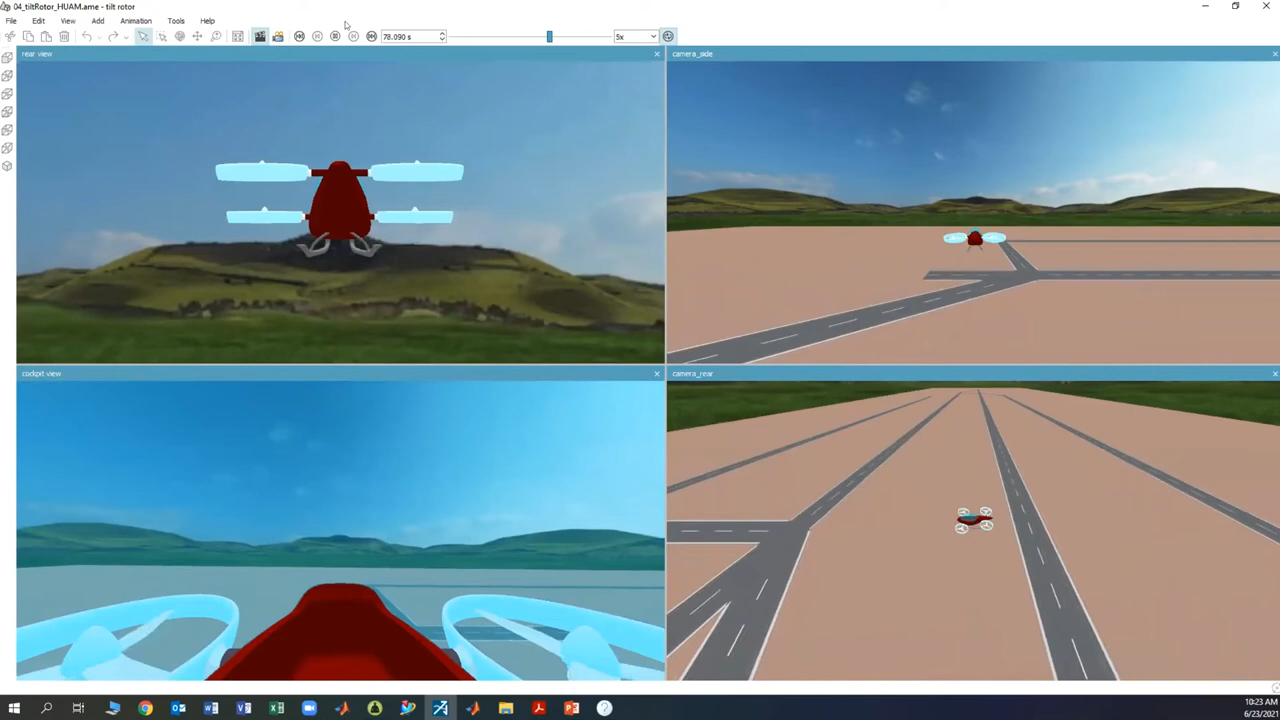 04_tiltRotor_HUAM.ame - tilt rotor
File Edit View Add Animation Tools Help
78.090 s
5x
rear view
camera_side
cockpit view
camera_rear
10:23 AM
6/23/2021